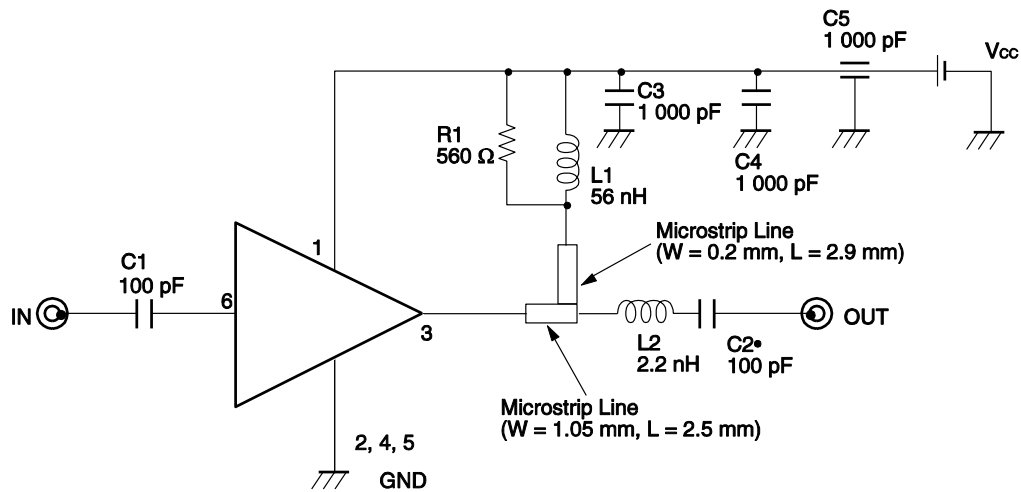 C5
1 000 pF
Vcc
C3
1 000 pF
R1
560 Ω
C4
1 000 pF
L1
56 nH
Microstrip Line
(W = 0.2 mm, L = 2.9 mm)
1
C1
100 pF
6
IN
3
OUT
L2
2.2 nH
C2•
100 pF
Microstrip Line
(W = 1.05 mm, L = 2.5 mm)
2, 4, 5
GND